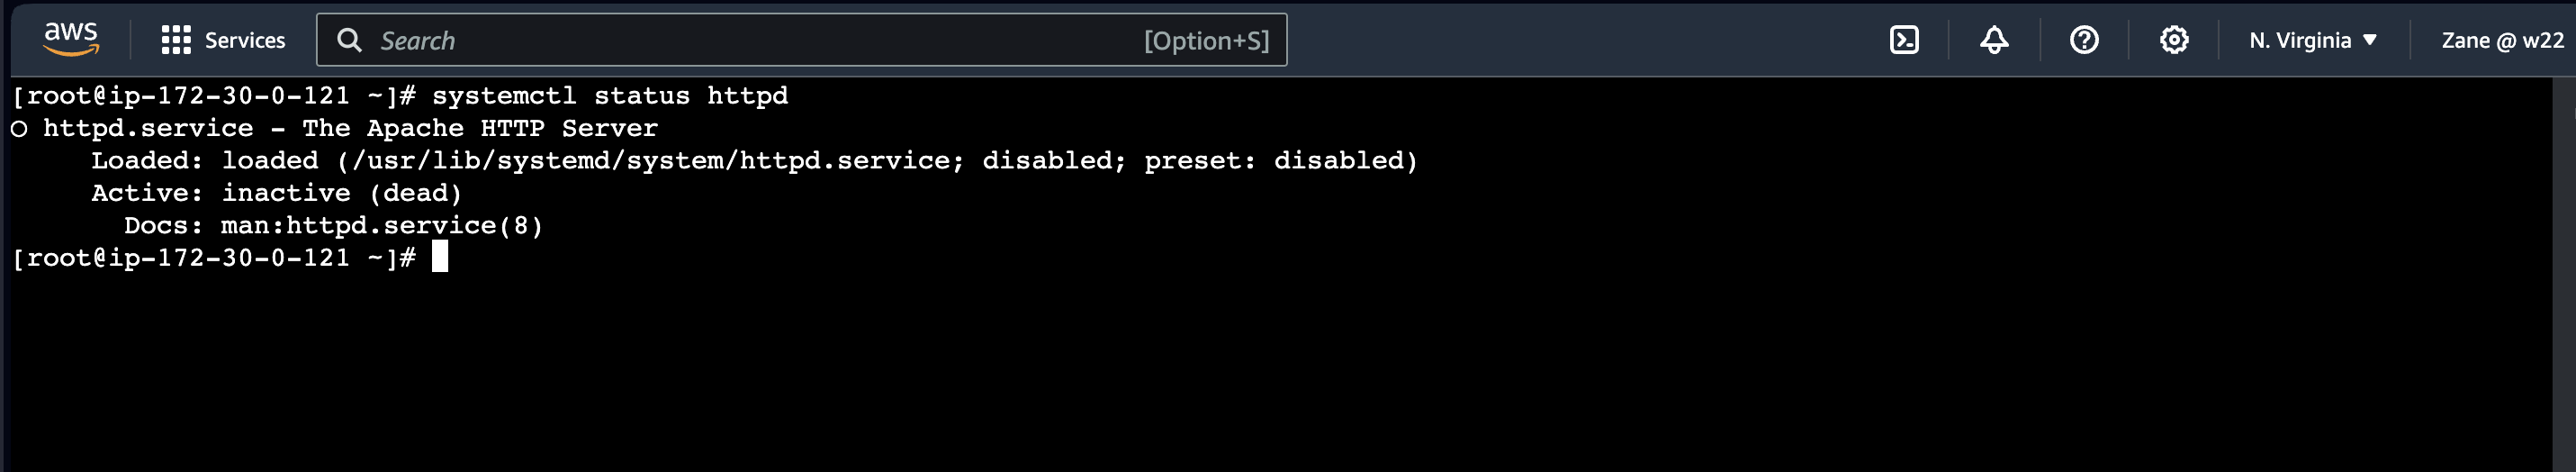 aws Services Search [Option+S] N. Virginia Zane @ w22
[root@ip-172-30-0-121 ~]# systemctl status httpd
○ httpd.service - The Apache HTTP Server
     Loaded: loaded (/usr/lib/systemd/system/httpd.service; disabled; preset: disabled)
     Active: inactive (dead)
       Docs: man:httpd.service(8)
[root@ip-172-30-0-121 ~]#